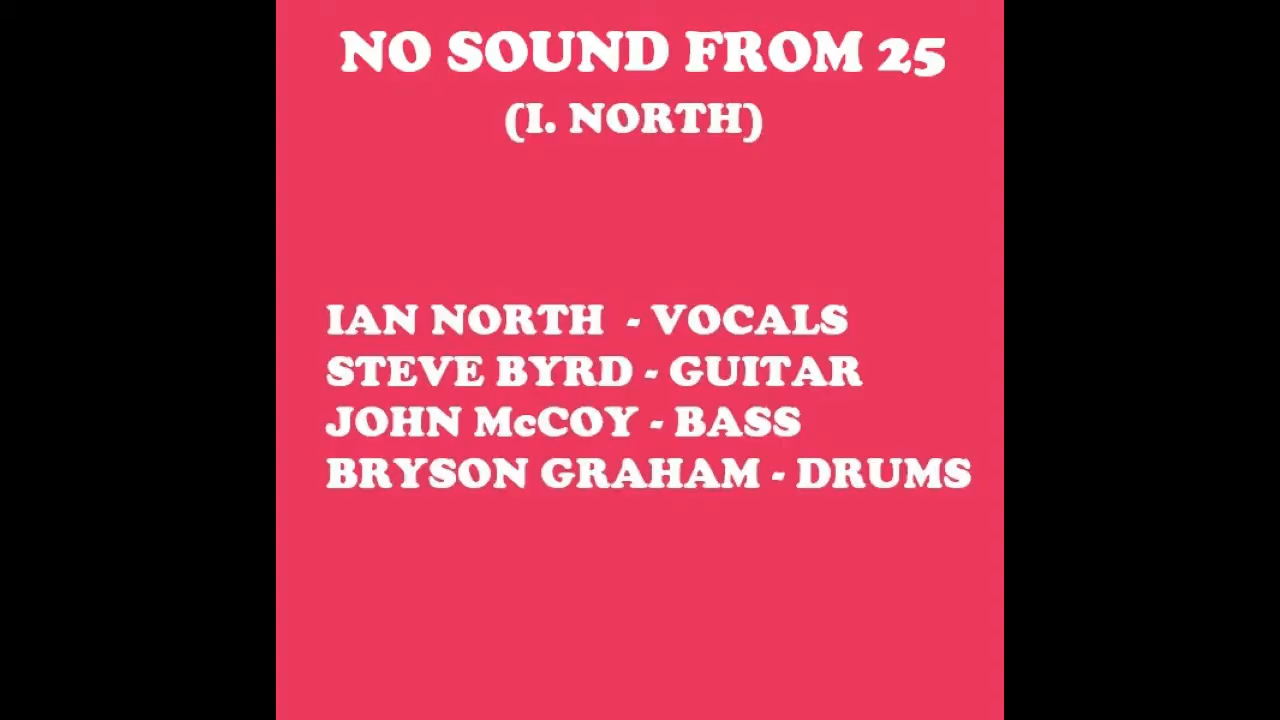 NO SOUND FROM 25
(I. NORTH)
IAN NORTH - VOCALS
STEVE BYRD - GUITAR
JOHN McCOY - BASS
BRYSON GRAHAM - DRUMS